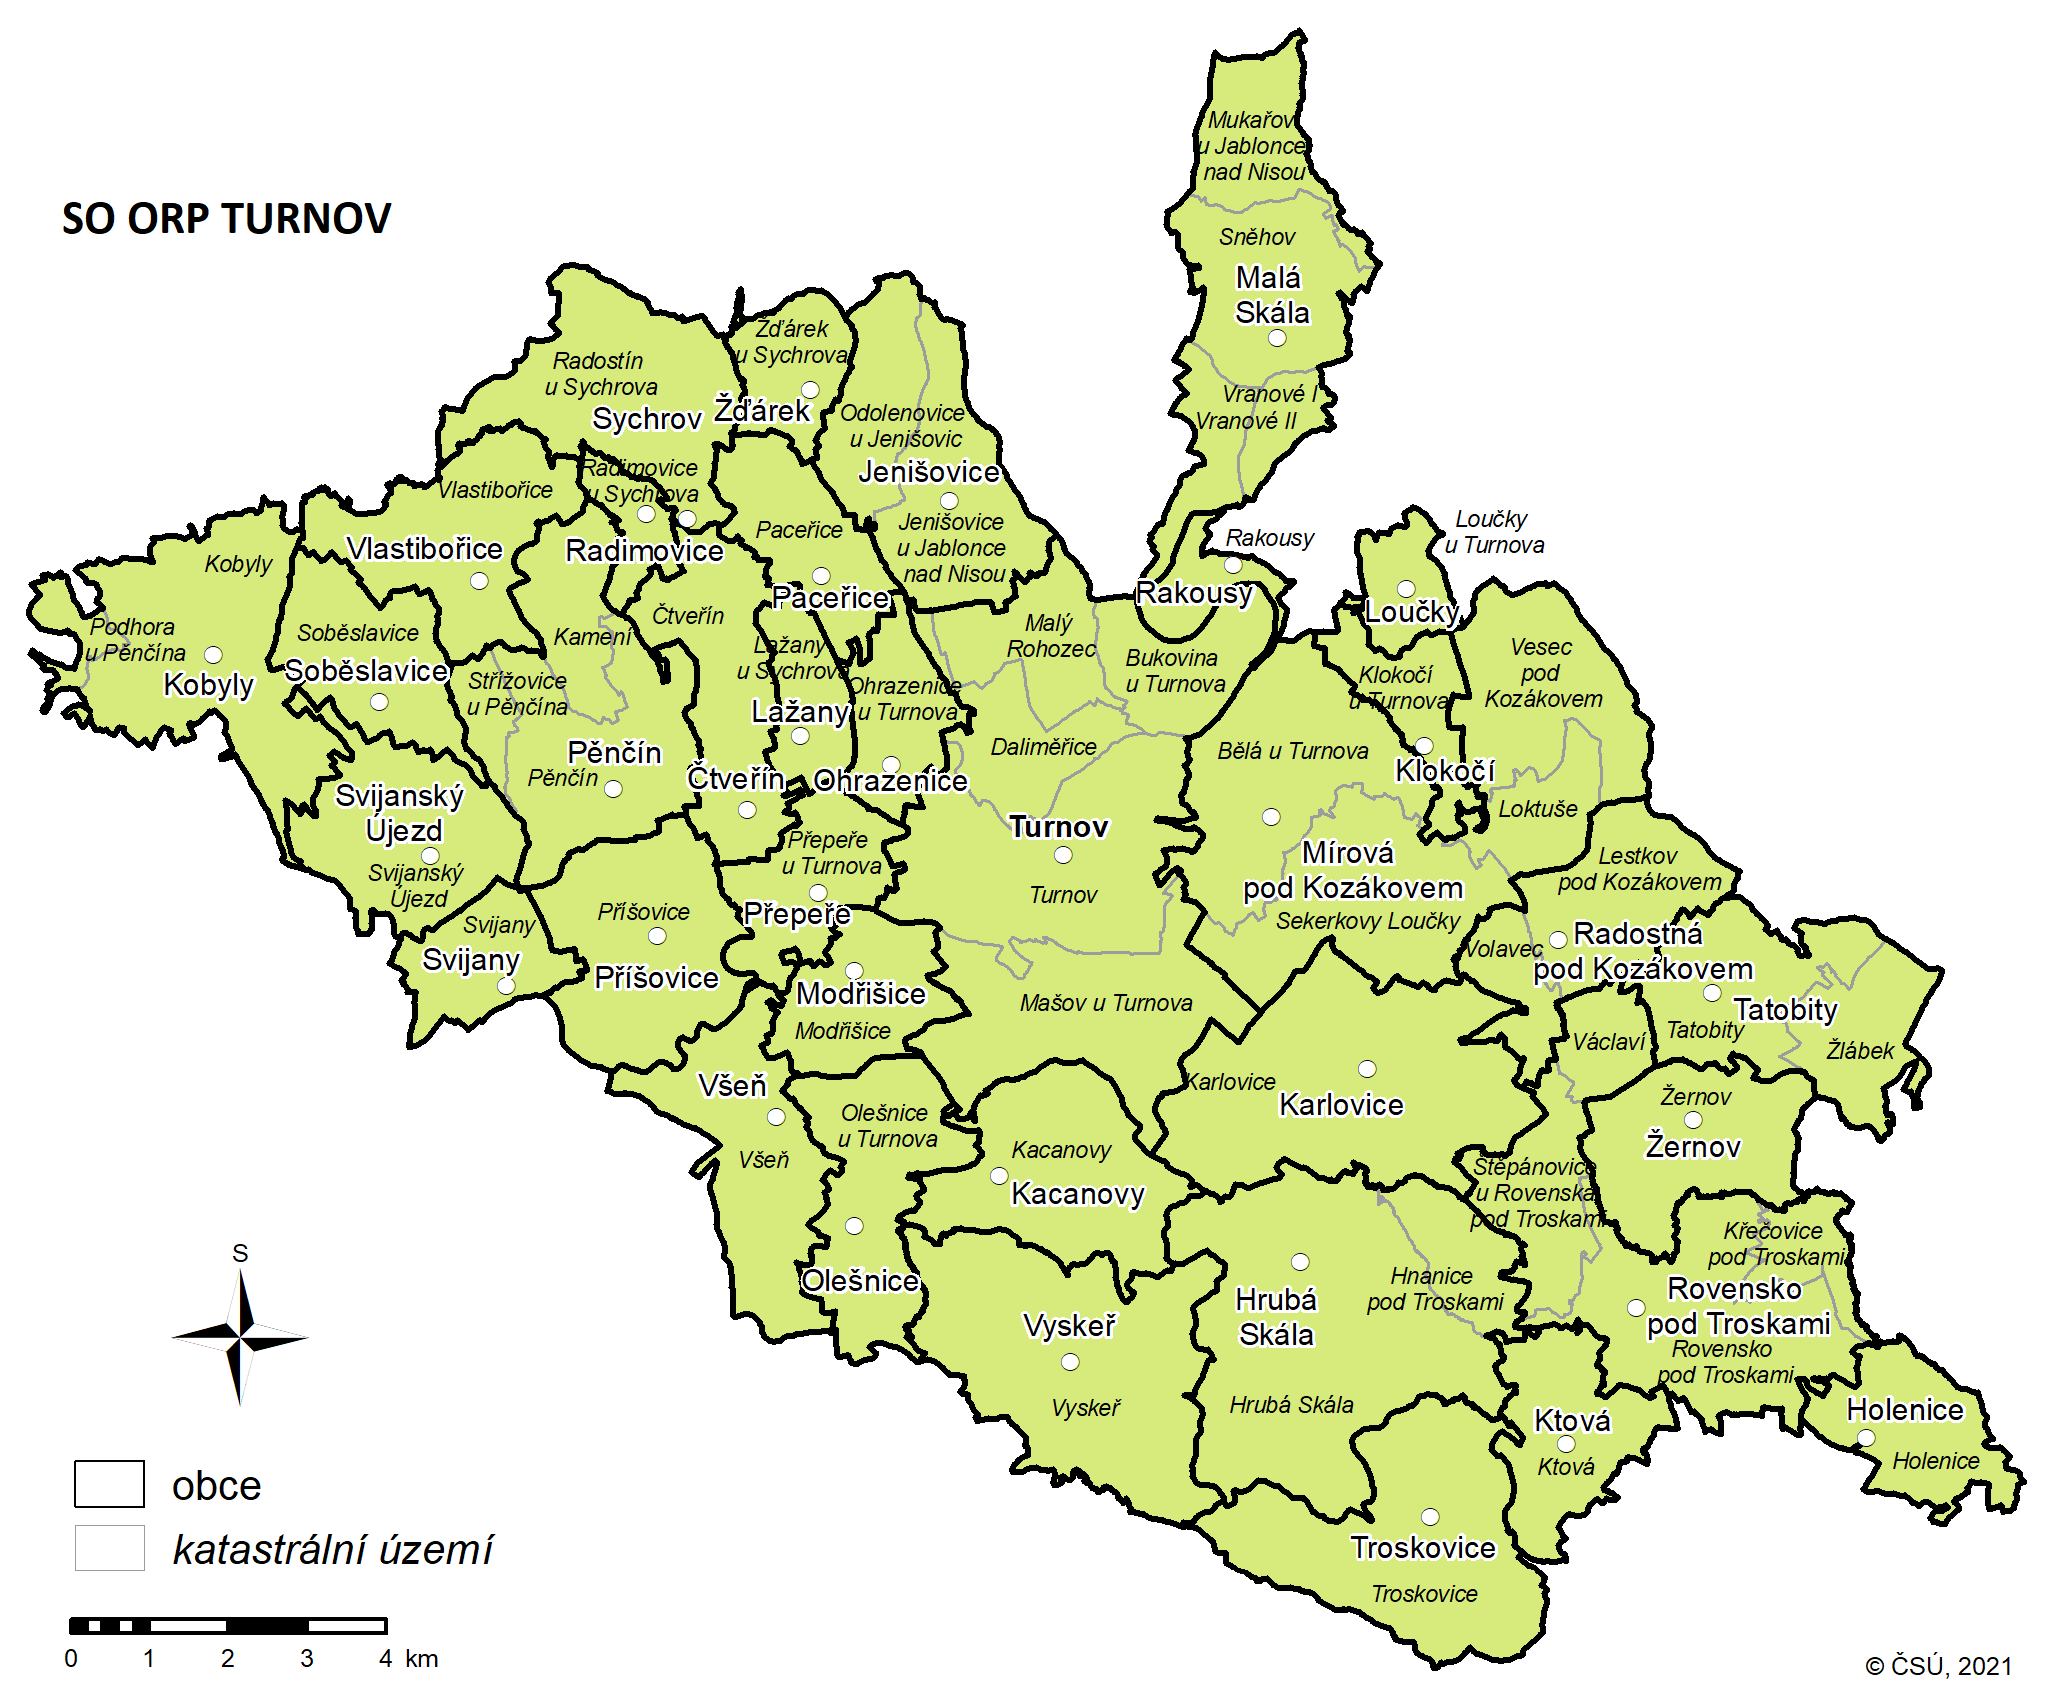 SO ORP TURNOV
Mukařov
u Jablonce
nad Nisou
Sněhov
Malá
Skála
Vranové I
Vranové II
Žďárek
u Sychrova
Žďárek
Radostín
u Sychrova
Sychrov
Odolenovice
u Jenišovic
Jenišovice
Jenišovice
u Jablonce
nad Nisou
Radimovice
u Sychrova
Radimovice
Vlastibořice
Vlastibořice
Paceřice
Paceřice
Kobyly
Podhora
u Pěnčína
Kobyly
Soběslavice
Soběslavice
Kamení
Čtveřín
Střížovice
u Pěnčína
Pěnčín
Pěnčín
Čtveřín
Lažany
u Sychrova
Lažany
Ohrazenice
u Turnova
Ohrazenice
Malý
Rohozec
Bukovina
u Turnova
Daliměřice
Rakousy
Rakousy
Loučky
u Turnova
Loučky
Klokočí
u Turnova
Klokočí
Vesec
pod
Kozákovem
Loktuše
Bělá u Turnova
Turnov
Turnov
Mírová
pod Kozákovem
Sekerkovy Loučky
Lestkov
pod Kozákovem
Volavec
Radostná
pod Kozákovem
Tatobity
Tatobity
Žlábek
Václaví
Svijanský
Újezd
Svijanský
Újezd
Svijany
Svijany
Příšovice
Příšovice
Přepeře
u Turnova
Přepeře
Modřišice
Modřišice
Mašov u Turnova
Všeň
Všeň
Olešnice
u Turnova
Olešnice
Kacanovy
Kacanovy
Karlovice
Karlovice
Žernov
Žernov
Štěpánovice
u Rovenska
pod Troskami
Křečovice
pod Troskami
Rovensko
pod Troskami
Rovensko
pod Troskami
Hnanice
pod Troskami
Hrubá
Skála
Hrubá Skála
Vyskeř
Vyskeř
Ktová
Ktová
Holenice
Holenice
Troskovice
Troskovice
S
obce
katastrální území
0 1 2 3 4 km
© ČSÚ, 2021